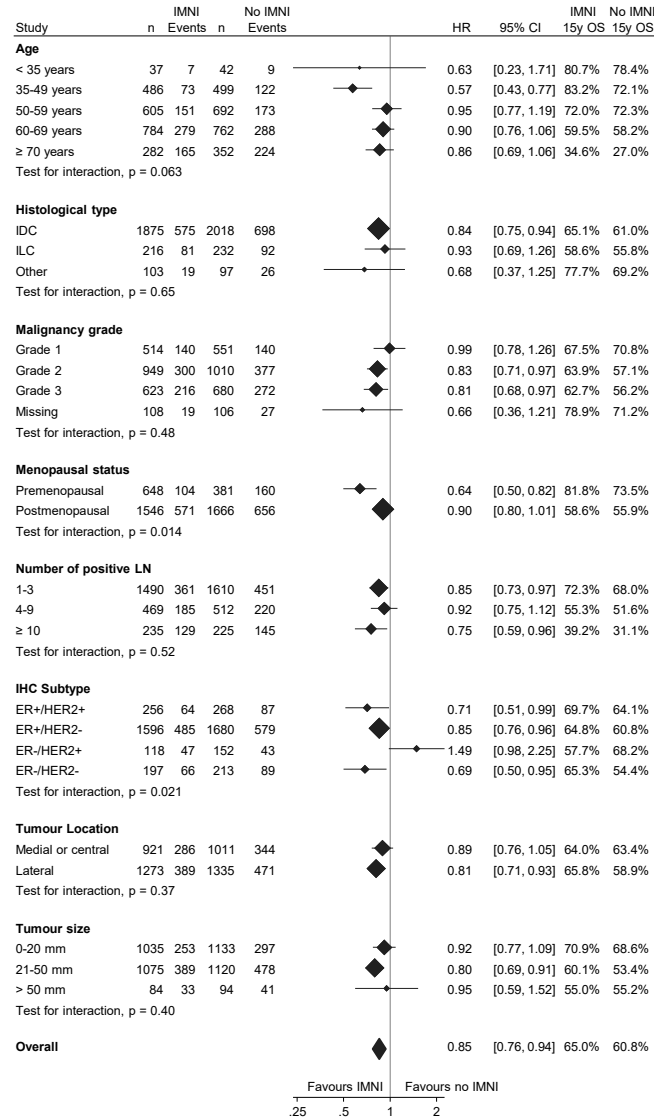 IMNI No IMNI IMNI No IMNI
Study n Events n Events HR 95% CI 15y OS 15y OS
Age
< 35 years 37 7 42 9 0.63 [0.23, 1.71] 80.7% 78.4%
35-49 years 486 73 499 122 0.57 [0.43, 0.77] 83.2% 72.1%
50-59 years 605 151 692 173 0.95 [0.77, 1.19] 72.0% 72.3%
60-69 years 784 279 762 288 0.90 [0.76, 1.06] 59.5% 58.2%
≥ 70 years 282 165 352 224 0.86 [0.69, 1.06] 34.6% 27.0%
Test for interaction, p = 0.063
Histological type
IDC 1875 575 2018 698 0.84 [0.75, 0.94] 65.1% 61.0%
ILC 216 81 232 92 0.93 [0.69, 1.26] 58.6% 55.8%
Other 103 19 97 26 0.68 [0.37, 1.25] 77.7% 69.2%
Test for interaction, p = 0.65
Malignancy grade
Grade 1 514 140 551 140 0.99 [0.78, 1.26] 67.5% 70.8%
Grade 2 949 300 1010 377 0.83 [0.71, 0.97] 63.9% 57.1%
Grade 3 623 216 680 272 0.81 [0.68, 0.97] 62.7% 56.2%
Missing 108 19 106 27 0.66 [0.36, 1.21] 78.9% 71.2%
Test for interaction, p = 0.48
Menopausal status
Premenopausal 648 104 381 160 0.64 [0.50, 0.82] 81.8% 73.5%
Postmenopausal 1546 571 1666 656 0.90 [0.80, 1.01] 58.6% 55.9%
Test for interaction, p = 0.014
Number of positive LN
1-3 1490 361 1610 451 0.85 [0.73, 0.97] 72.3% 68.0%
4-9 469 185 512 220 0.92 [0.75, 1.12] 55.3% 51.6%
≥ 10 235 129 225 145 0.75 [0.59, 0.96] 39.2% 31.1%
Test for interaction, p = 0.52
IHC Subtype
ER+/HER2+ 256 64 268 87 0.71 [0.51, 0.99] 69.7% 64.1%
ER+/HER2- 1596 485 1680 579 0.85 [0.76, 0.96] 64.8% 60.8%
ER-/HER2+ 118 47 152 43 1.49 [0.98, 2.25] 57.7% 68.2%
ER-/HER2- 197 66 213 89 0.69 [0.50, 0.95] 65.3% 54.4%
Test for interaction, p = 0.021
Tumour Location
Medial or central 921 286 1011 344 0.89 [0.76, 1.05] 64.0% 63.4%
Lateral 1273 389 1335 471 0.81 [0.71, 0.93] 65.8% 58.9%
Test for interaction, p = 0.37
Tumour size
0-20 mm 1035 253 1133 297 0.92 [0.77, 1.09] 70.9% 68.6%
21-50 mm 1075 389 1120 478 0.80 [0.69, 0.91] 60.1% 53.4%
> 50 mm 84 33 94 41 0.95 [0.59, 1.52] 55.0% 55.2%
Test for interaction, p = 0.40
Overall 0.85 [0.76, 0.94] 65.0% 60.8%
Favours IMNI Favours no IMNI
.25 .5 1 2